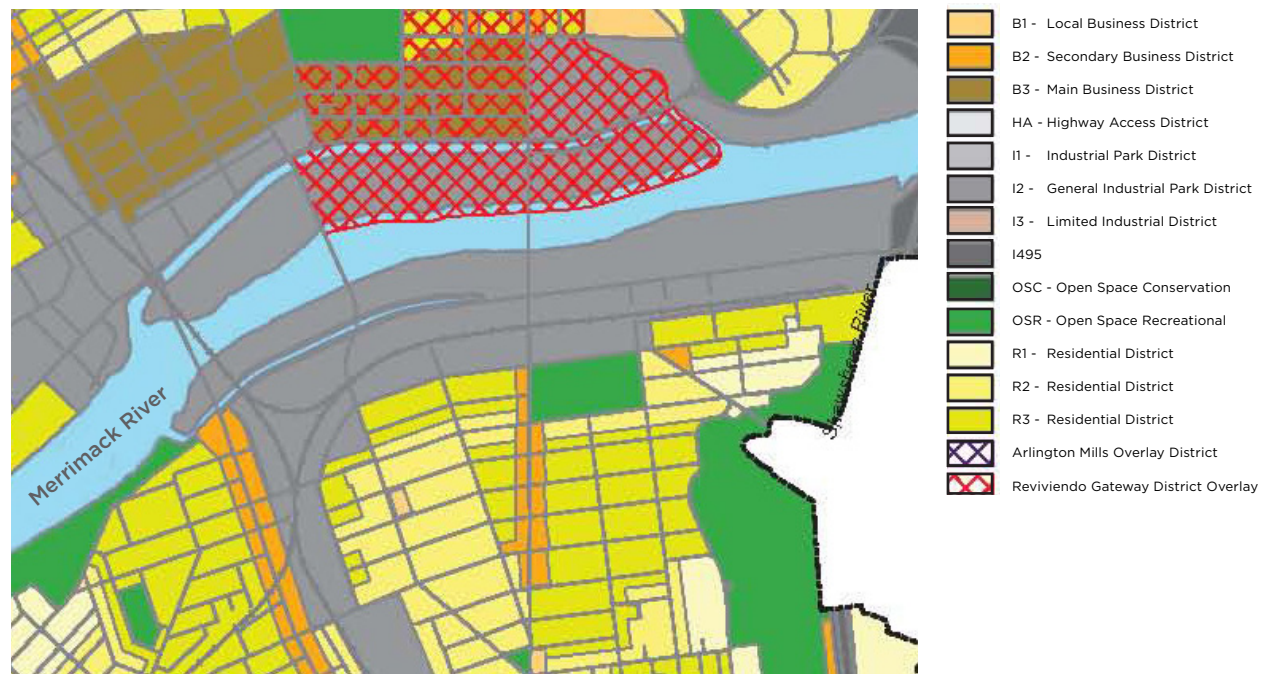 Merrimack River
Shawsheen River
B1 - Local Business District
B2 - Secondary Business District
B3 - Main Business District
HA - Highway Access District
I1 - Industrial Park District
I2 - General Industrial Park District
I3 - Limited Industrial District
I495
OSC - Open Space Conservation
OSR - Open Space Recreational
R1 - Residential District
R2 - Residential District
R3 - Residential District
Arlington Mills Overlay District
Reviviendo Gateway District Overlay